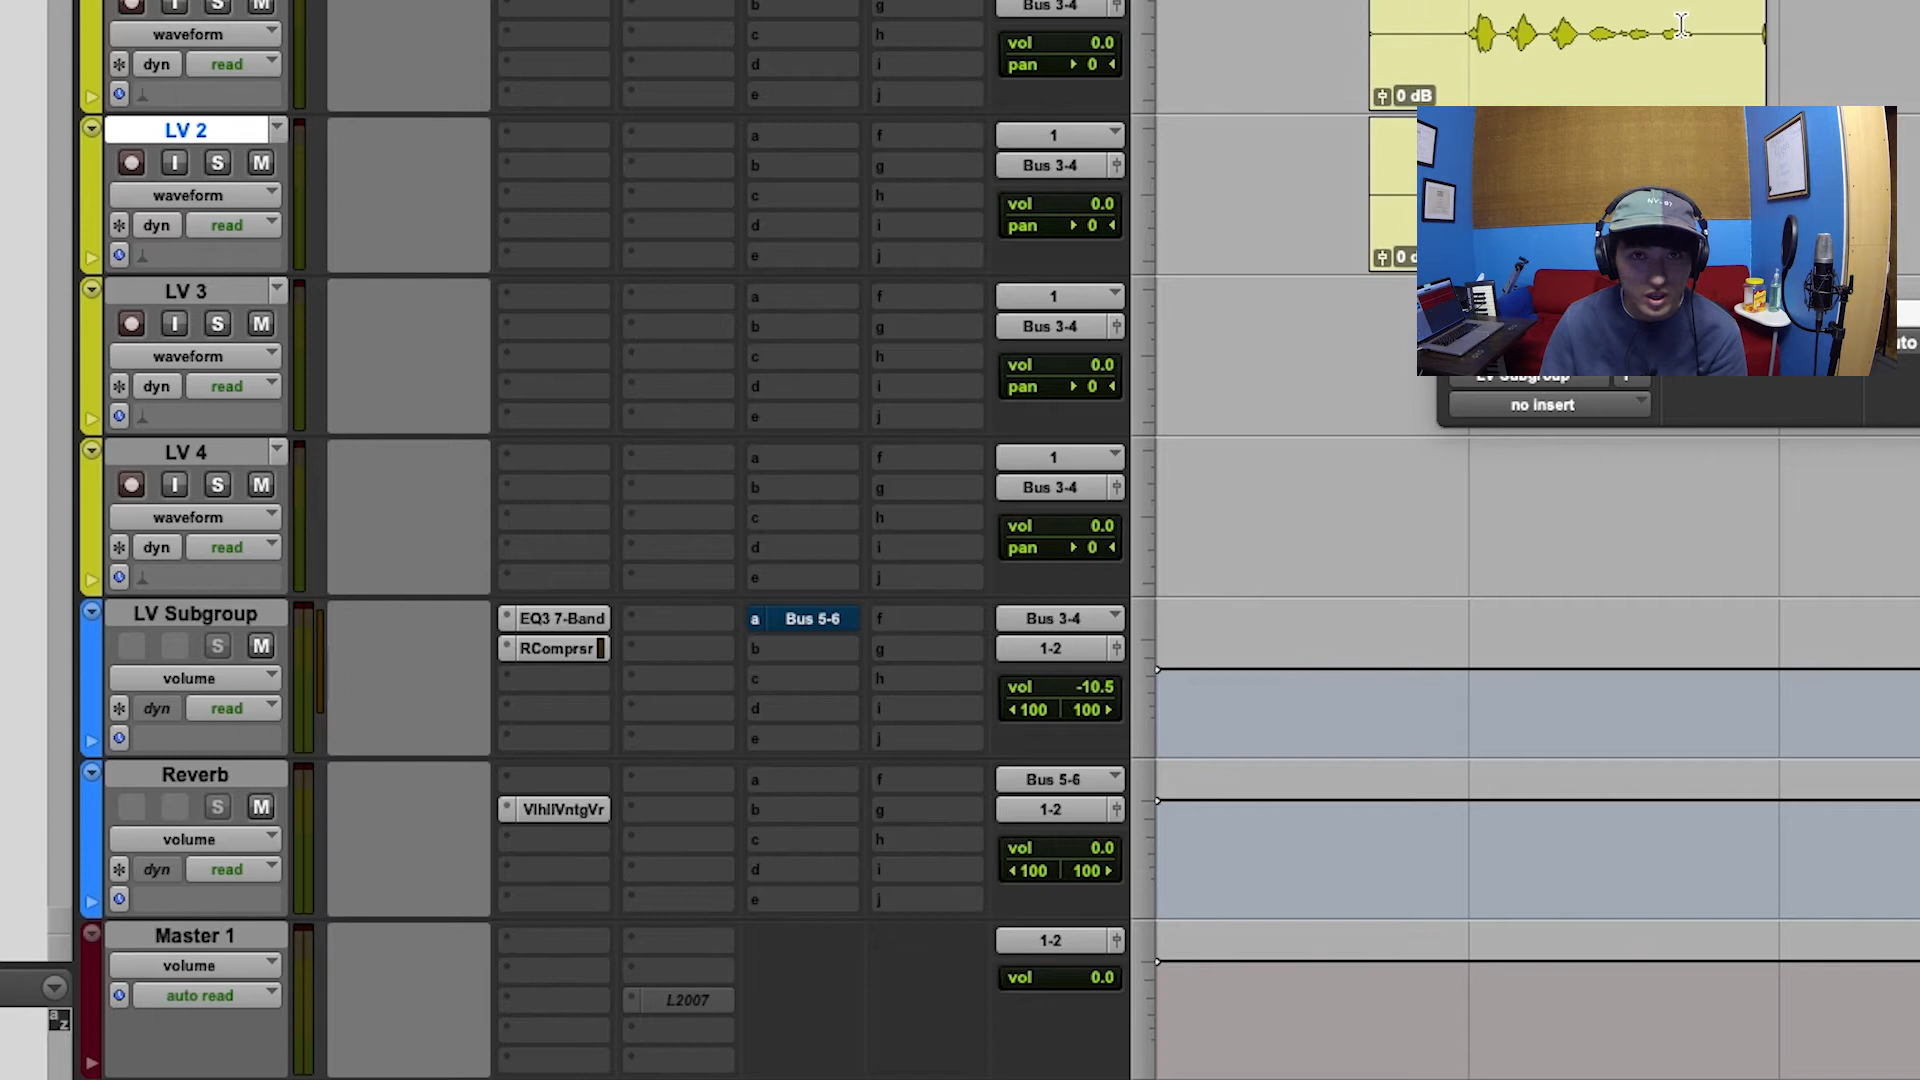 I S M
b g Bus 3-4
waveform c h vol 0.0
dyn read d i pan 0
e j 0 dB
LV 2 a f 1
I S M b g Bus 3-4
waveform c h vol 0.0
dyn read d i pan 0
e j
LV 3 a f 1
I S M b g Bus 3-4
waveform c h vol 0.0
dyn read d i pan 0
e j
LV Subgroup
no insert
LV 4 a f 1
I S M b g Bus 3-4
waveform c h vol 0.0
dyn read d i pan 0
e j
LV Subgroup EQ3 7-Band a Bus 5-6 f Bus 3-4
S M RComprsr b g 1-2
volume c h vol -10.5
dyn read d i 100 100
e j
Reverb a f Bus 5-6
S M VlhllVntgVr b g 1-2
volume c h vol 0.0
dyn read d i 100 100
e j
Master 1 1-2
volume vol 0.0
auto read L2007
a
z